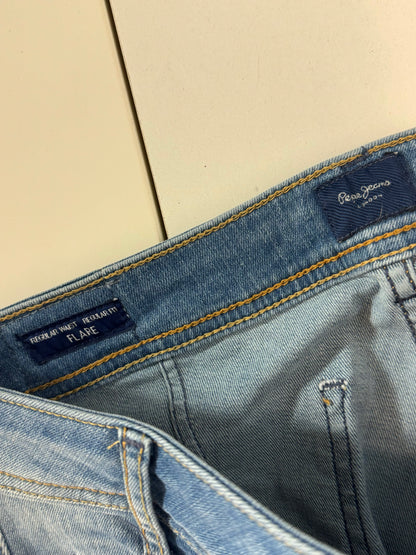 Pepe Jeans
LONDON
REGULAR WAIST REGULAR FIT
FLARE